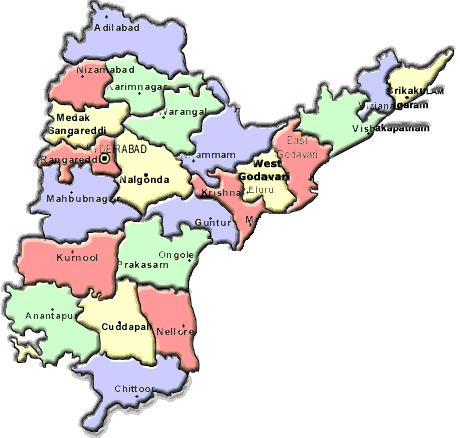 Adilabad
Nizamabad
Karimnagar
SrikakuLAM
Vizianagaram
Medak
Sangareddi
Warangal
Vishakapatnam
HYDERABAD
Rangareddi
East
Godavari
Khammam
West
Godavari
Eluru
Nalgonda
Krishna
Mahbubnagar
Guntur
Kurnool
Ongole
Prakasam
Anantapur
Cuddapah
Nellore
Chittoor